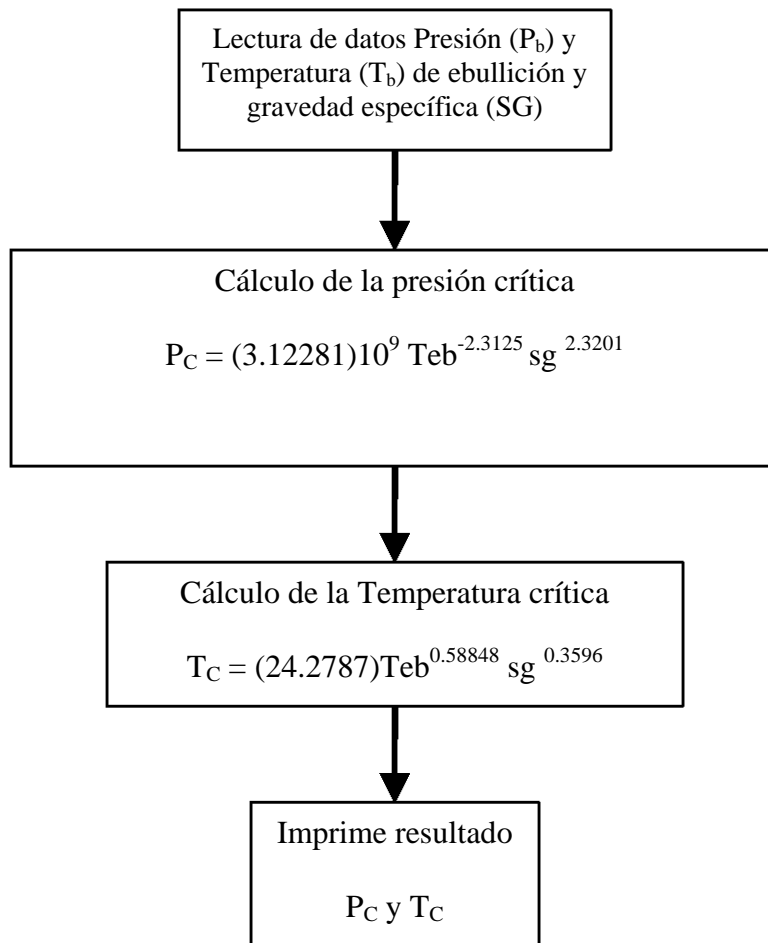 Lectura de datos Presión (P_b) y
Temperatura (T_b) de ebullición y
gravedad específica (SG)
Cálculo de la presión crítica
P_C = (3.12281)10^9 Teb^-2.3125 sg ^2.3201
Cálculo de la Temperatura crítica
T_C = (24.2787)Teb^0.58848 sg ^0.3596
Imprime resultado
P_C y T_C